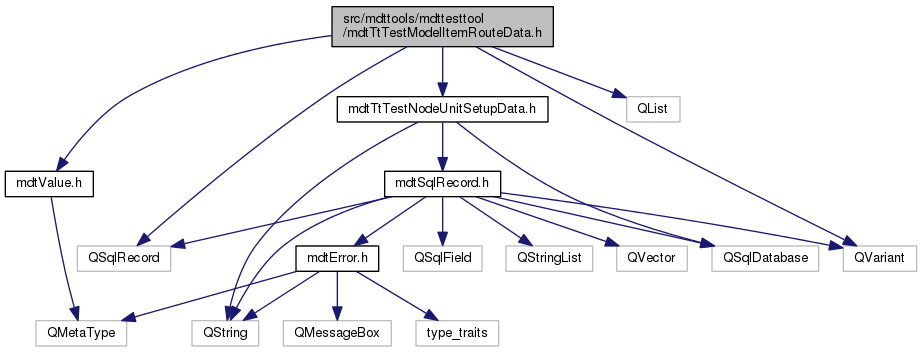 src/mdttools/mdttesttool
/mdtTtTestModelItemRouteData.h
mdtTtTestNodeUnitSetupData.h
QList
mdtValue.h
mdtSqlRecord.h
QSqlRecord
mdtError.h
QSqlField
QStringList
QVector
QSqlDatabase
QVariant
QMetaType
QString
QMessageBox
type_traits